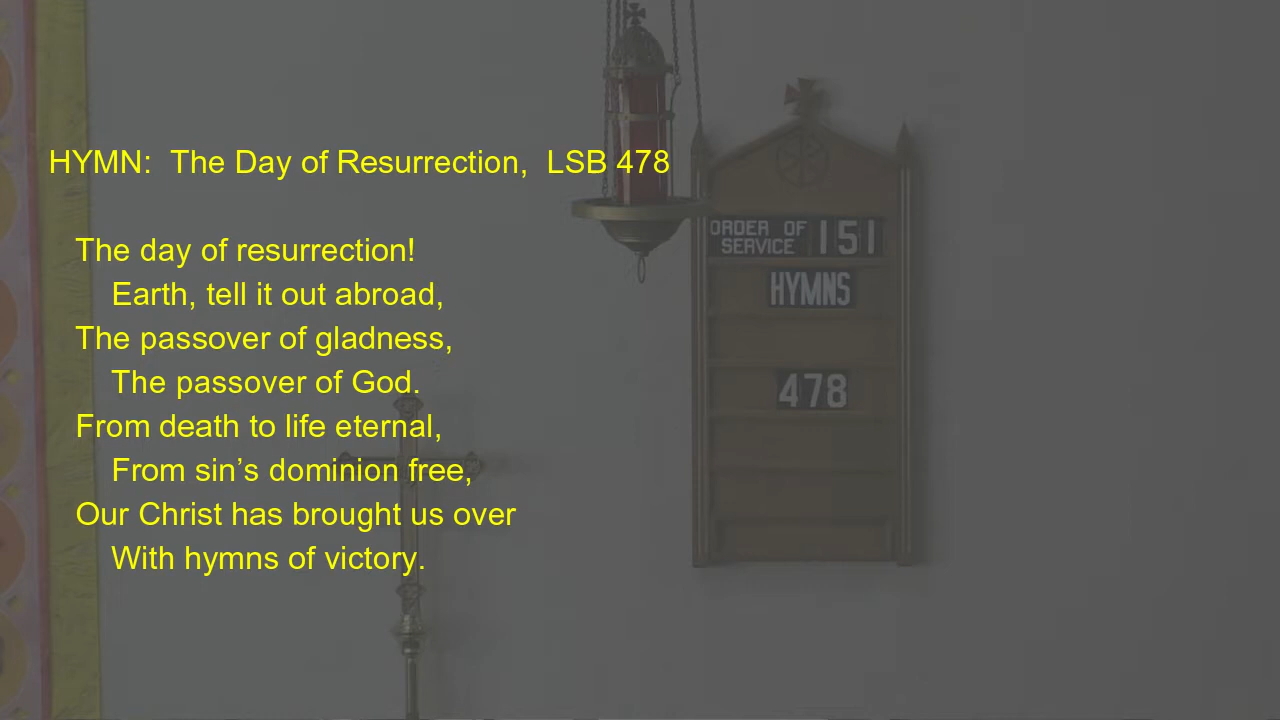 HYMN:  The Day of Resurrection,  LSB 478
The day of resurrection!
Earth, tell it out abroad,
The passover of gladness,
The passover of God.
From death to life eternal,
From sin’s dominion free,
Our Christ has brought us over
With hymns of victory.
ORDER OF
SERVICE 151
HYMNS
478